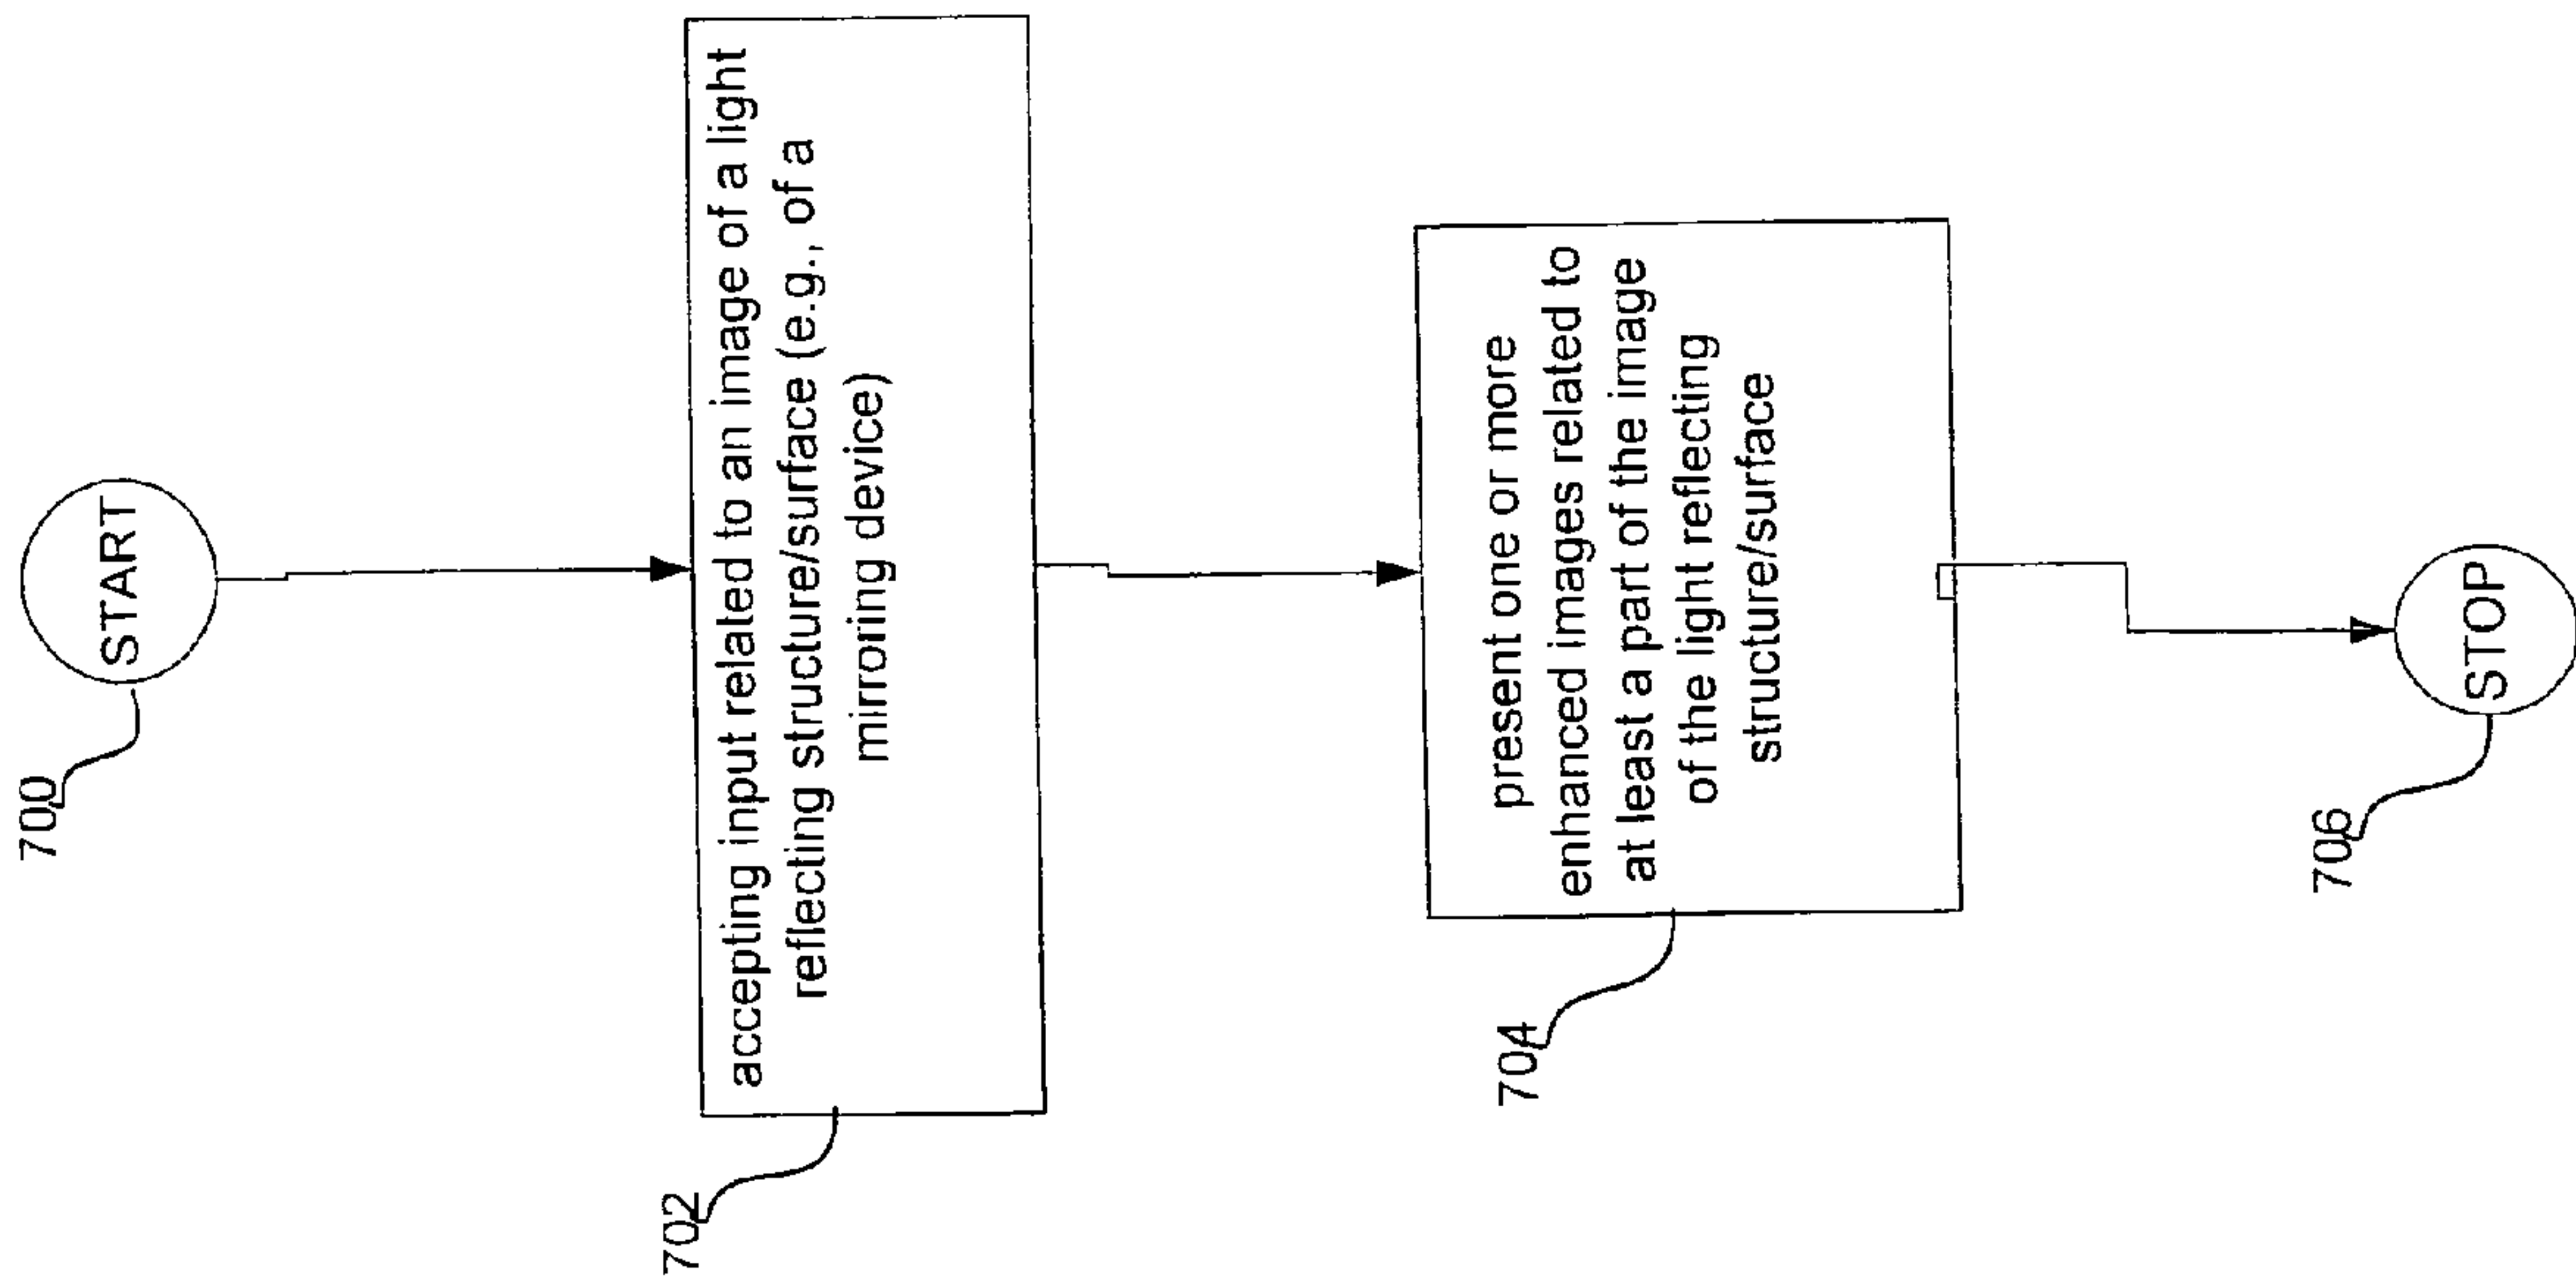 700
START
702
accepting input related to an image of a light
reflecting structure/surface (e.g., of a
mirroring device)
704
present one or more
enhanced images related to
at least a part of the image
of the light reflecting
structure/surface
706
STOP